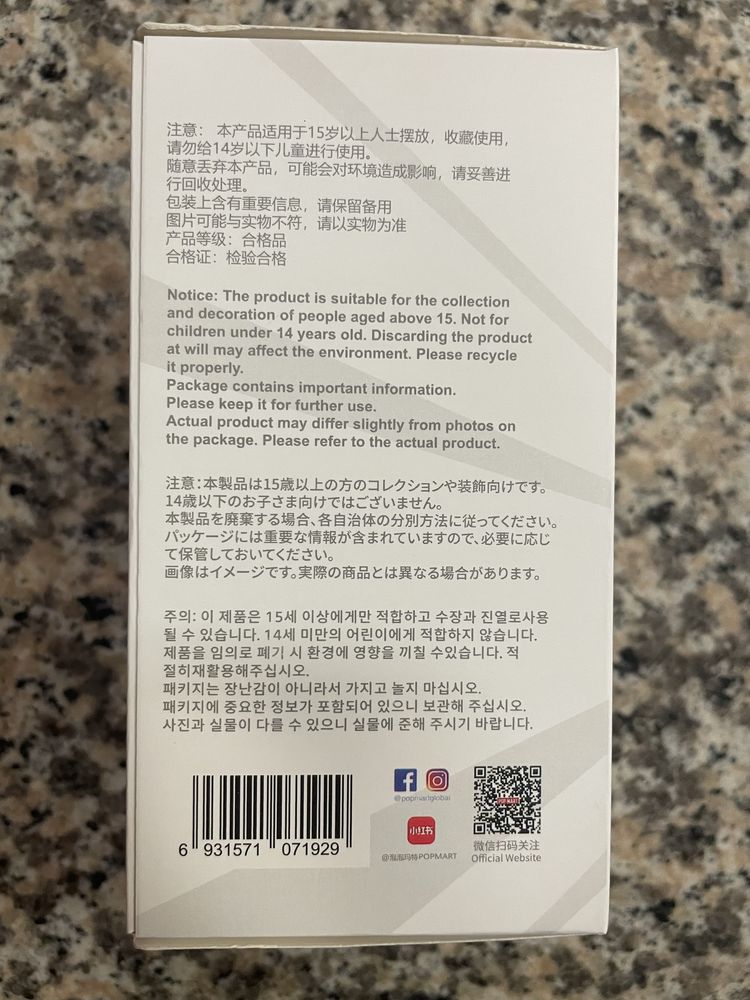 注意： 本产品适用于15岁以上人士摆放，收藏使用，
请勿给14岁以下儿童进行使用。
随意丢弃本产品，可能会对环境造成影响，请妥善进
行回收处理。
包装上含有重要信息，请保留备用
图片可能与实物不符，请以实物为准
产品等级：合格品
合格证：检验合格
Notice: The product is suitable for the collection
and decoration of people aged above 15. Not for
children under 14 years old. Discarding the product
at will may affect the environment. Please recycle
it properly.
Package contains important information.
Please keep it for further use.
Actual product may differ slightly from photos on
the package. Please refer to the actual product.
注意:本製品は15歳以上の方のコレクションや装飾向けです。
14歳以下のお子さま向けではございません。
本製品を廃棄する場合、各自治体の分別方法に従ってください。
パッケージには重要な情報が含まれていますので、必要に応じ
て保管しておいてください。
画像はイメージです。実際の商品とは異なる場合があります。
주의: 이 제품은 15세 이상에게만 적합하고 수장과 진열로사용
될 수 있습니다. 14세 미만의 어린이에게 적합하지 않습니다.
제품을 임의로 폐기 시 환경에 영향을 끼칠 수있습니다. 적
절히재활용해주십시오.
패키지는 장난감이 아니라서 가지고 놀지 마십시오.
패키지에 중요한 정보가 포함되어 있으니 보관해 주십시오.
사진과 실물이 다를 수 있으니 실물에 준해 주시기 바랍니다.
6 931571 071929
@popmartglobal
小红书
@泡泡玛特POPMART
POP MART
微信扫码关注
Official Website